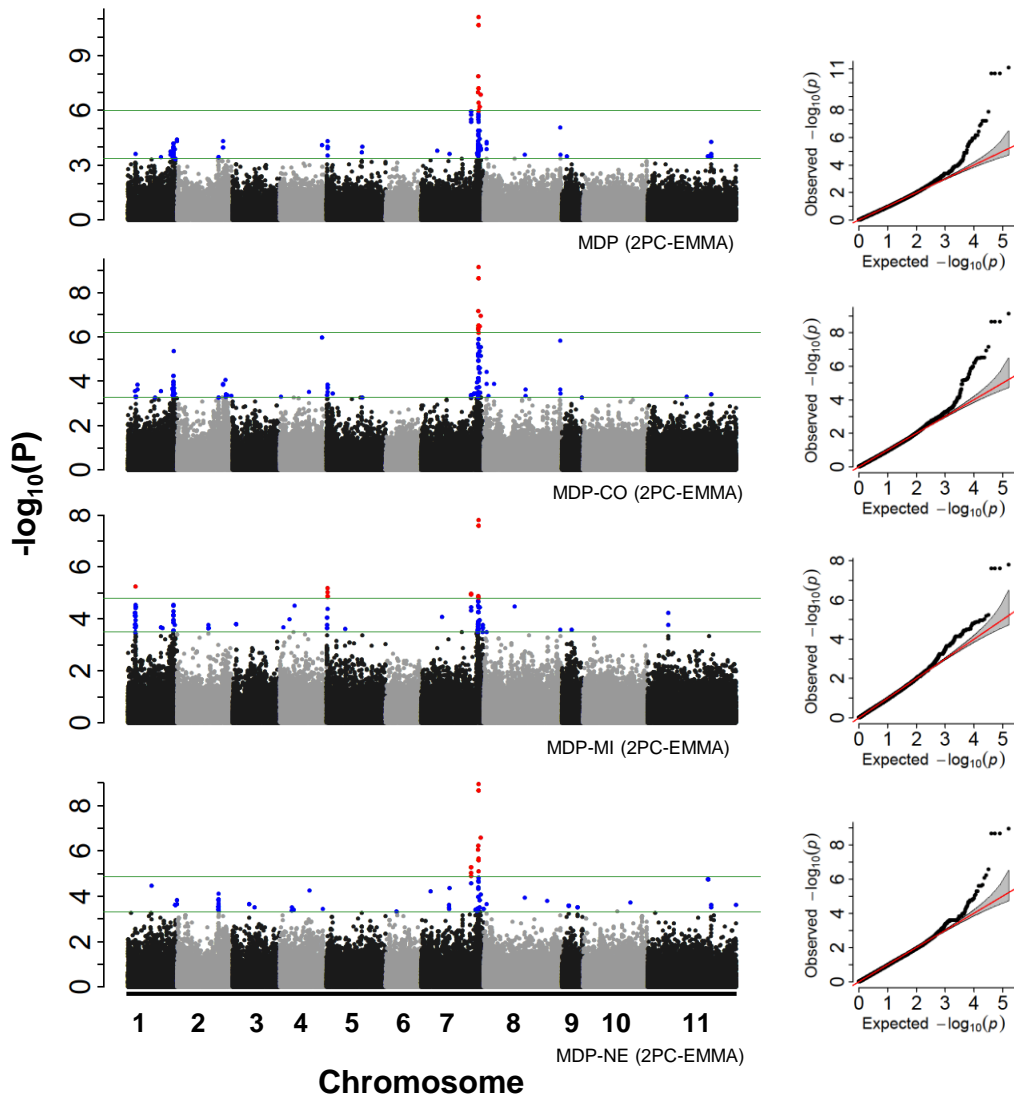 -log10(P)
9
6
3
0
MDP (2PC-EMMA)
8
6
4
2
0
MDP-CO (2PC-EMMA)
8
6
4
2
0
MDP-MI (2PC-EMMA)
8
6
4
2
0
1 2 3 4 5 6 7 8 9 10 11
MDP-NE (2PC-EMMA)
Chromosome
Observed −log10(p)
11
8
6
4
2
0
0 1 2 3 4 5
Expected −log10(p)
Observed −log10(p)
8
6
4
2
0
0 1 2 3 4 5
Expected −log10(p)
Observed −log10(p)
8
6
4
2
0
0 1 2 3 4 5
Expected −log10(p)
Observed −log10(p)
8
6
4
2
0
0 1 2 3 4 5
Expected −log10(p)